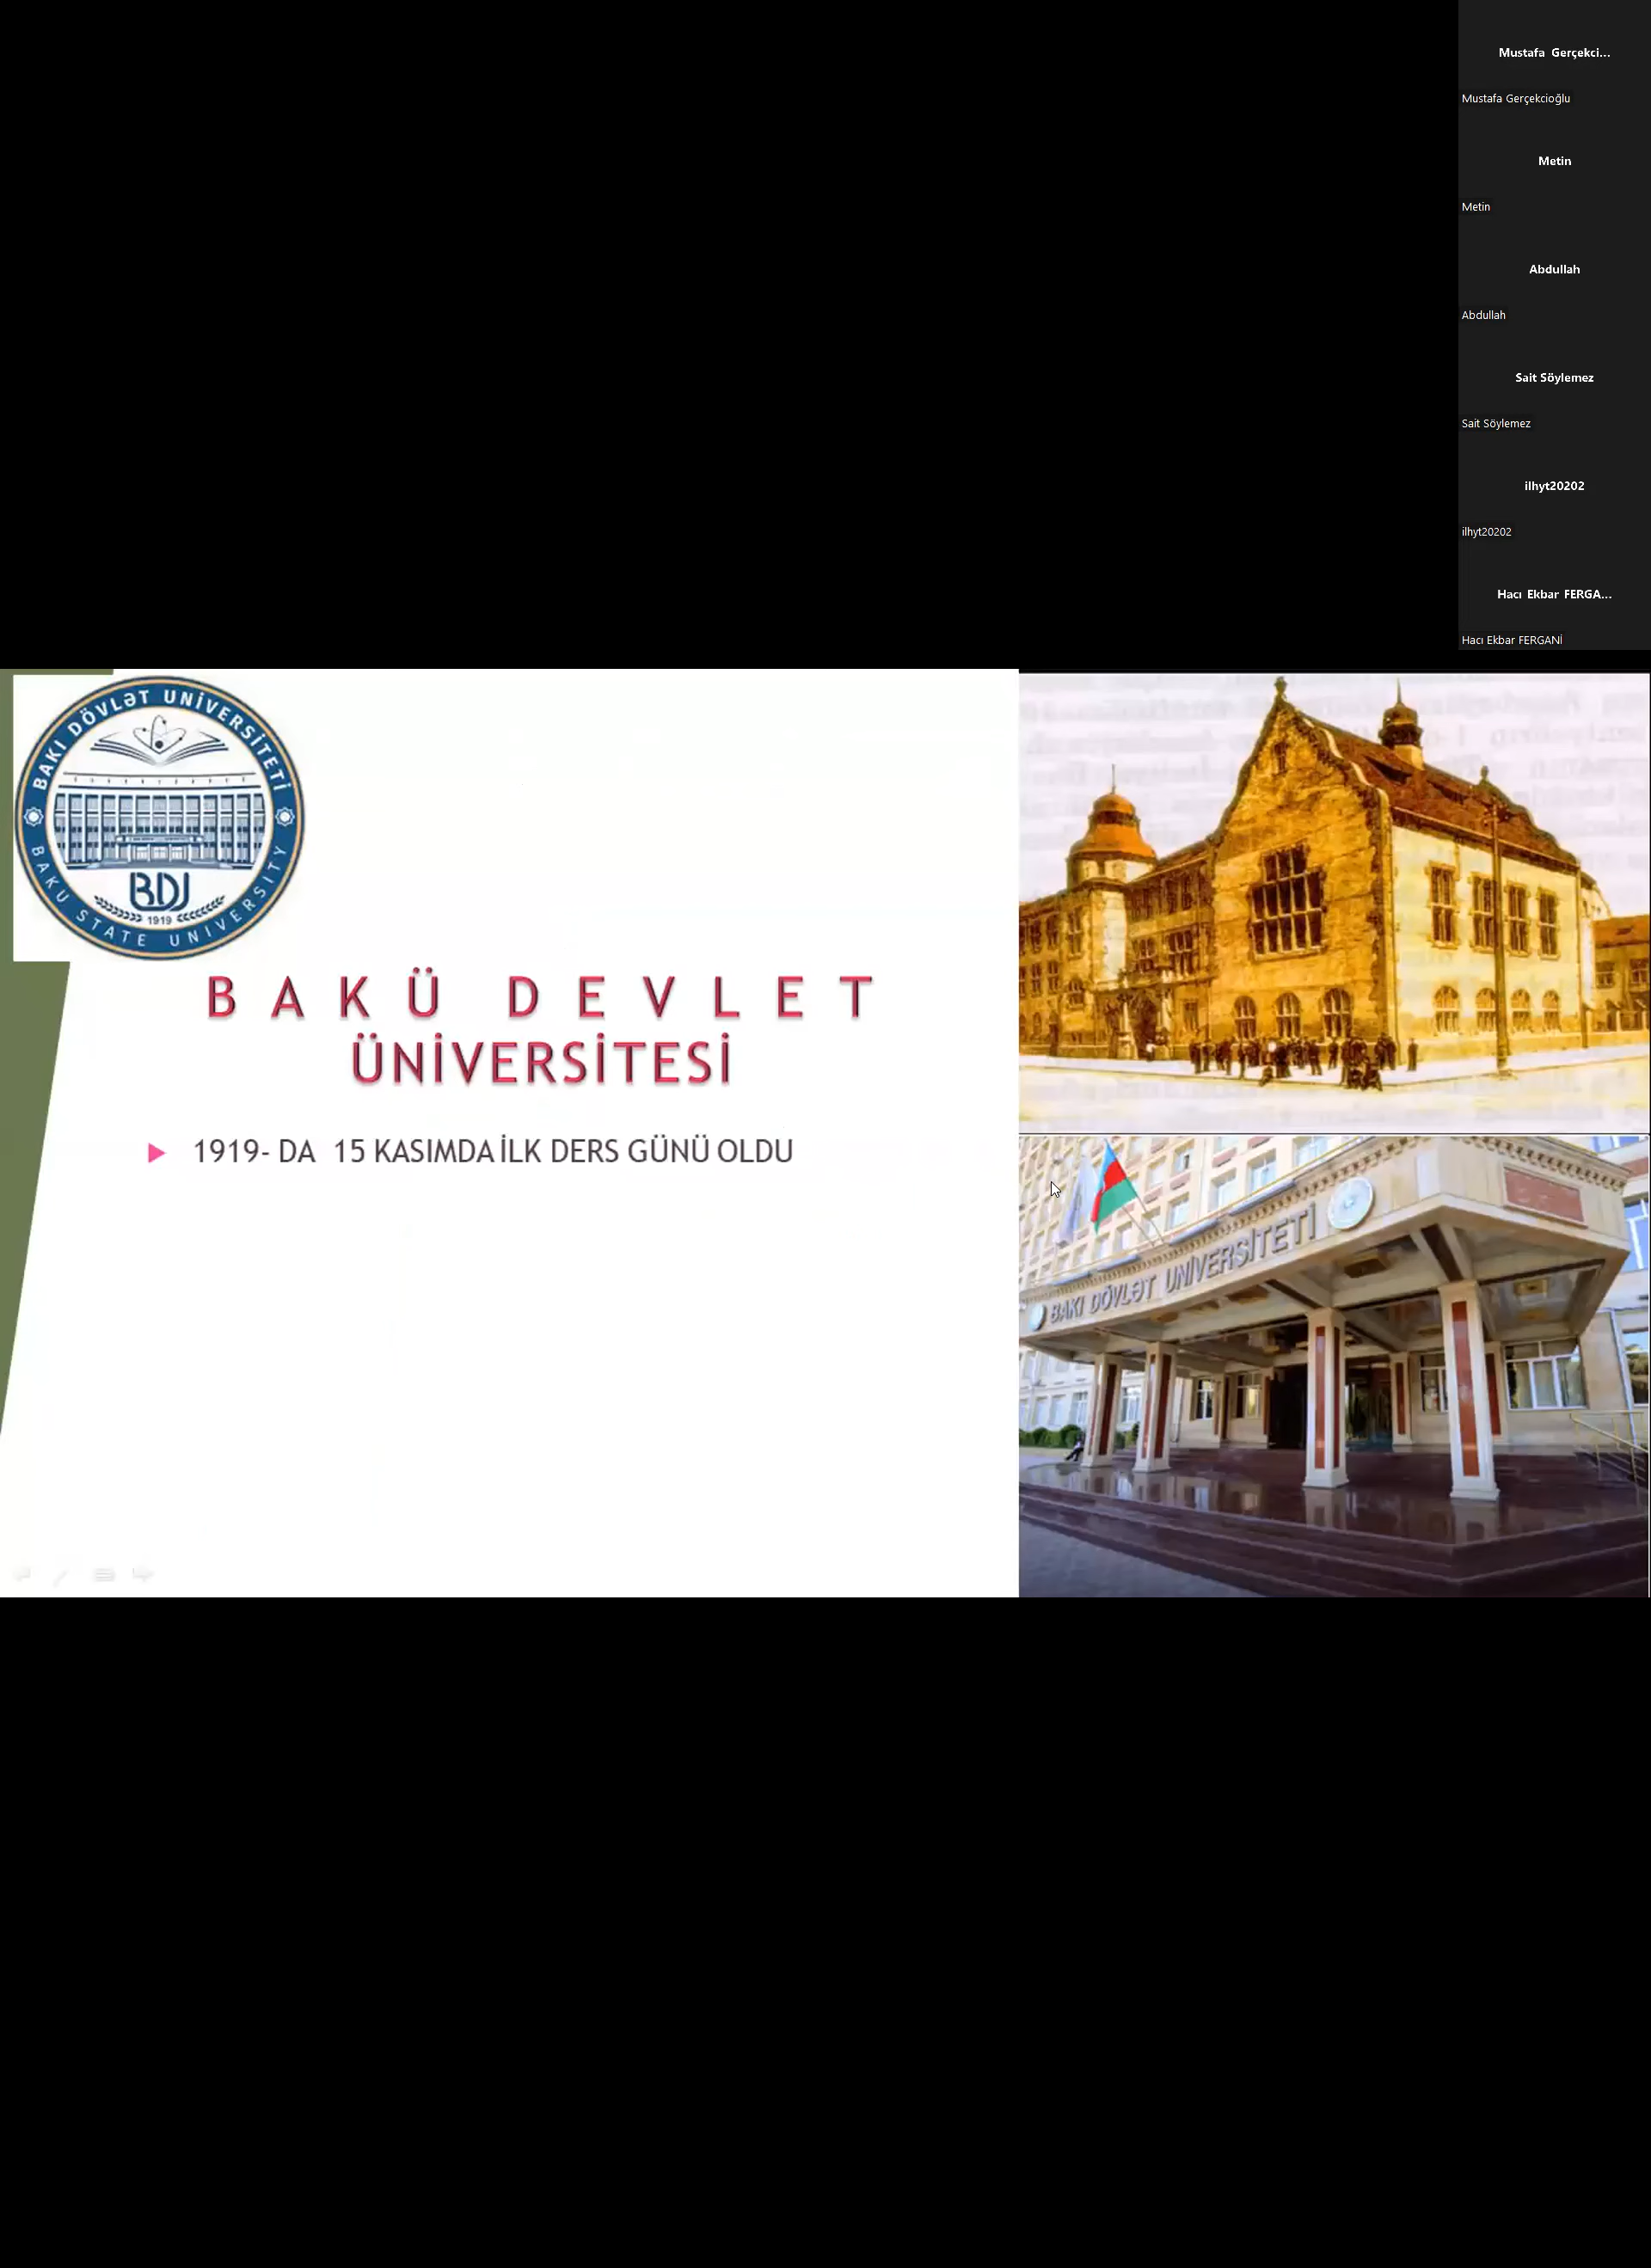 Mustafa Gerçekci...
Mustafa Gerçekcioğlu
Metin
Metin
Abdullah
Abdullah
Sait Söylemez
Sait Söylemez
ilhyt20202
ilhyt20202
Hacı Ekbar FERGA...
Hacı Ekbar FERGANİ
BAKI DÖVLƏT UNİVERSİTETİ
BDU
1919
BAKU STATE UNIVERSITY
BAKÜ DEVLET
ÜNİVERSİTESİ
1919- DA 15 KASIMDA İLK DERS GÜNÜ OLDU
BAKI DÖVLƏT UNİVERSİTETİ